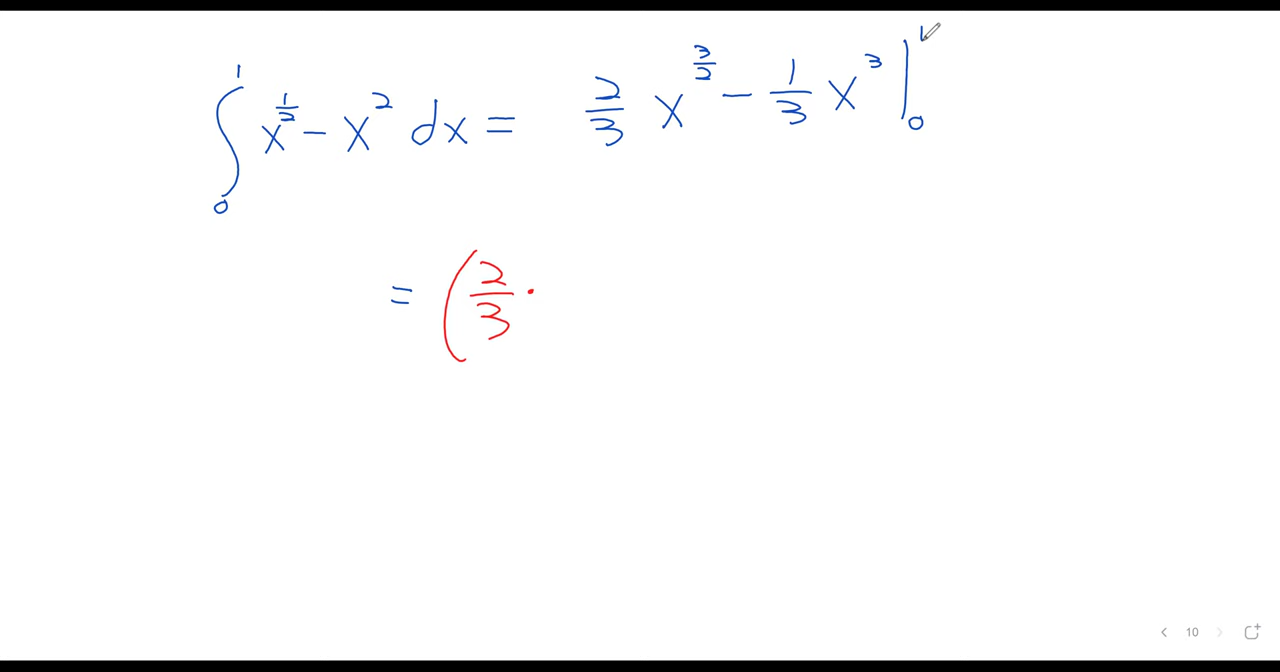 ∫₀¹ x^(1/2) - x² dx = 2/3 x^(3/2) - 1/3 x³ |₀¹
= ( 2/3 ·
10